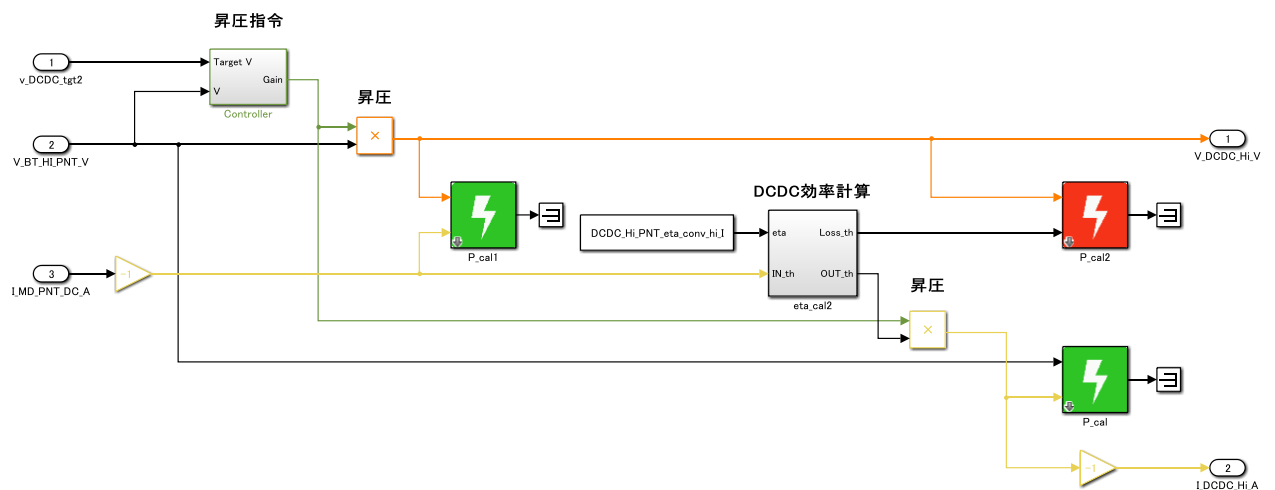 昇圧指令
1
v_DCDC_tgt2
Target V
V
Gain
Controller
昇圧
×
2
V_BT_HI_PNT_V
1
V_DCDC_Hi_V
DCDC効率計算
P_cal1
DCDC_Hi_PNT_eta_conv_hi_I
eta
IN_th
Loss_th
OUT_th
eta_cal2
P_cal2
3
I_MD_PNT_DC_A
-1
昇圧
×
P_cal
-1
2
I_DCDC_Hi_A